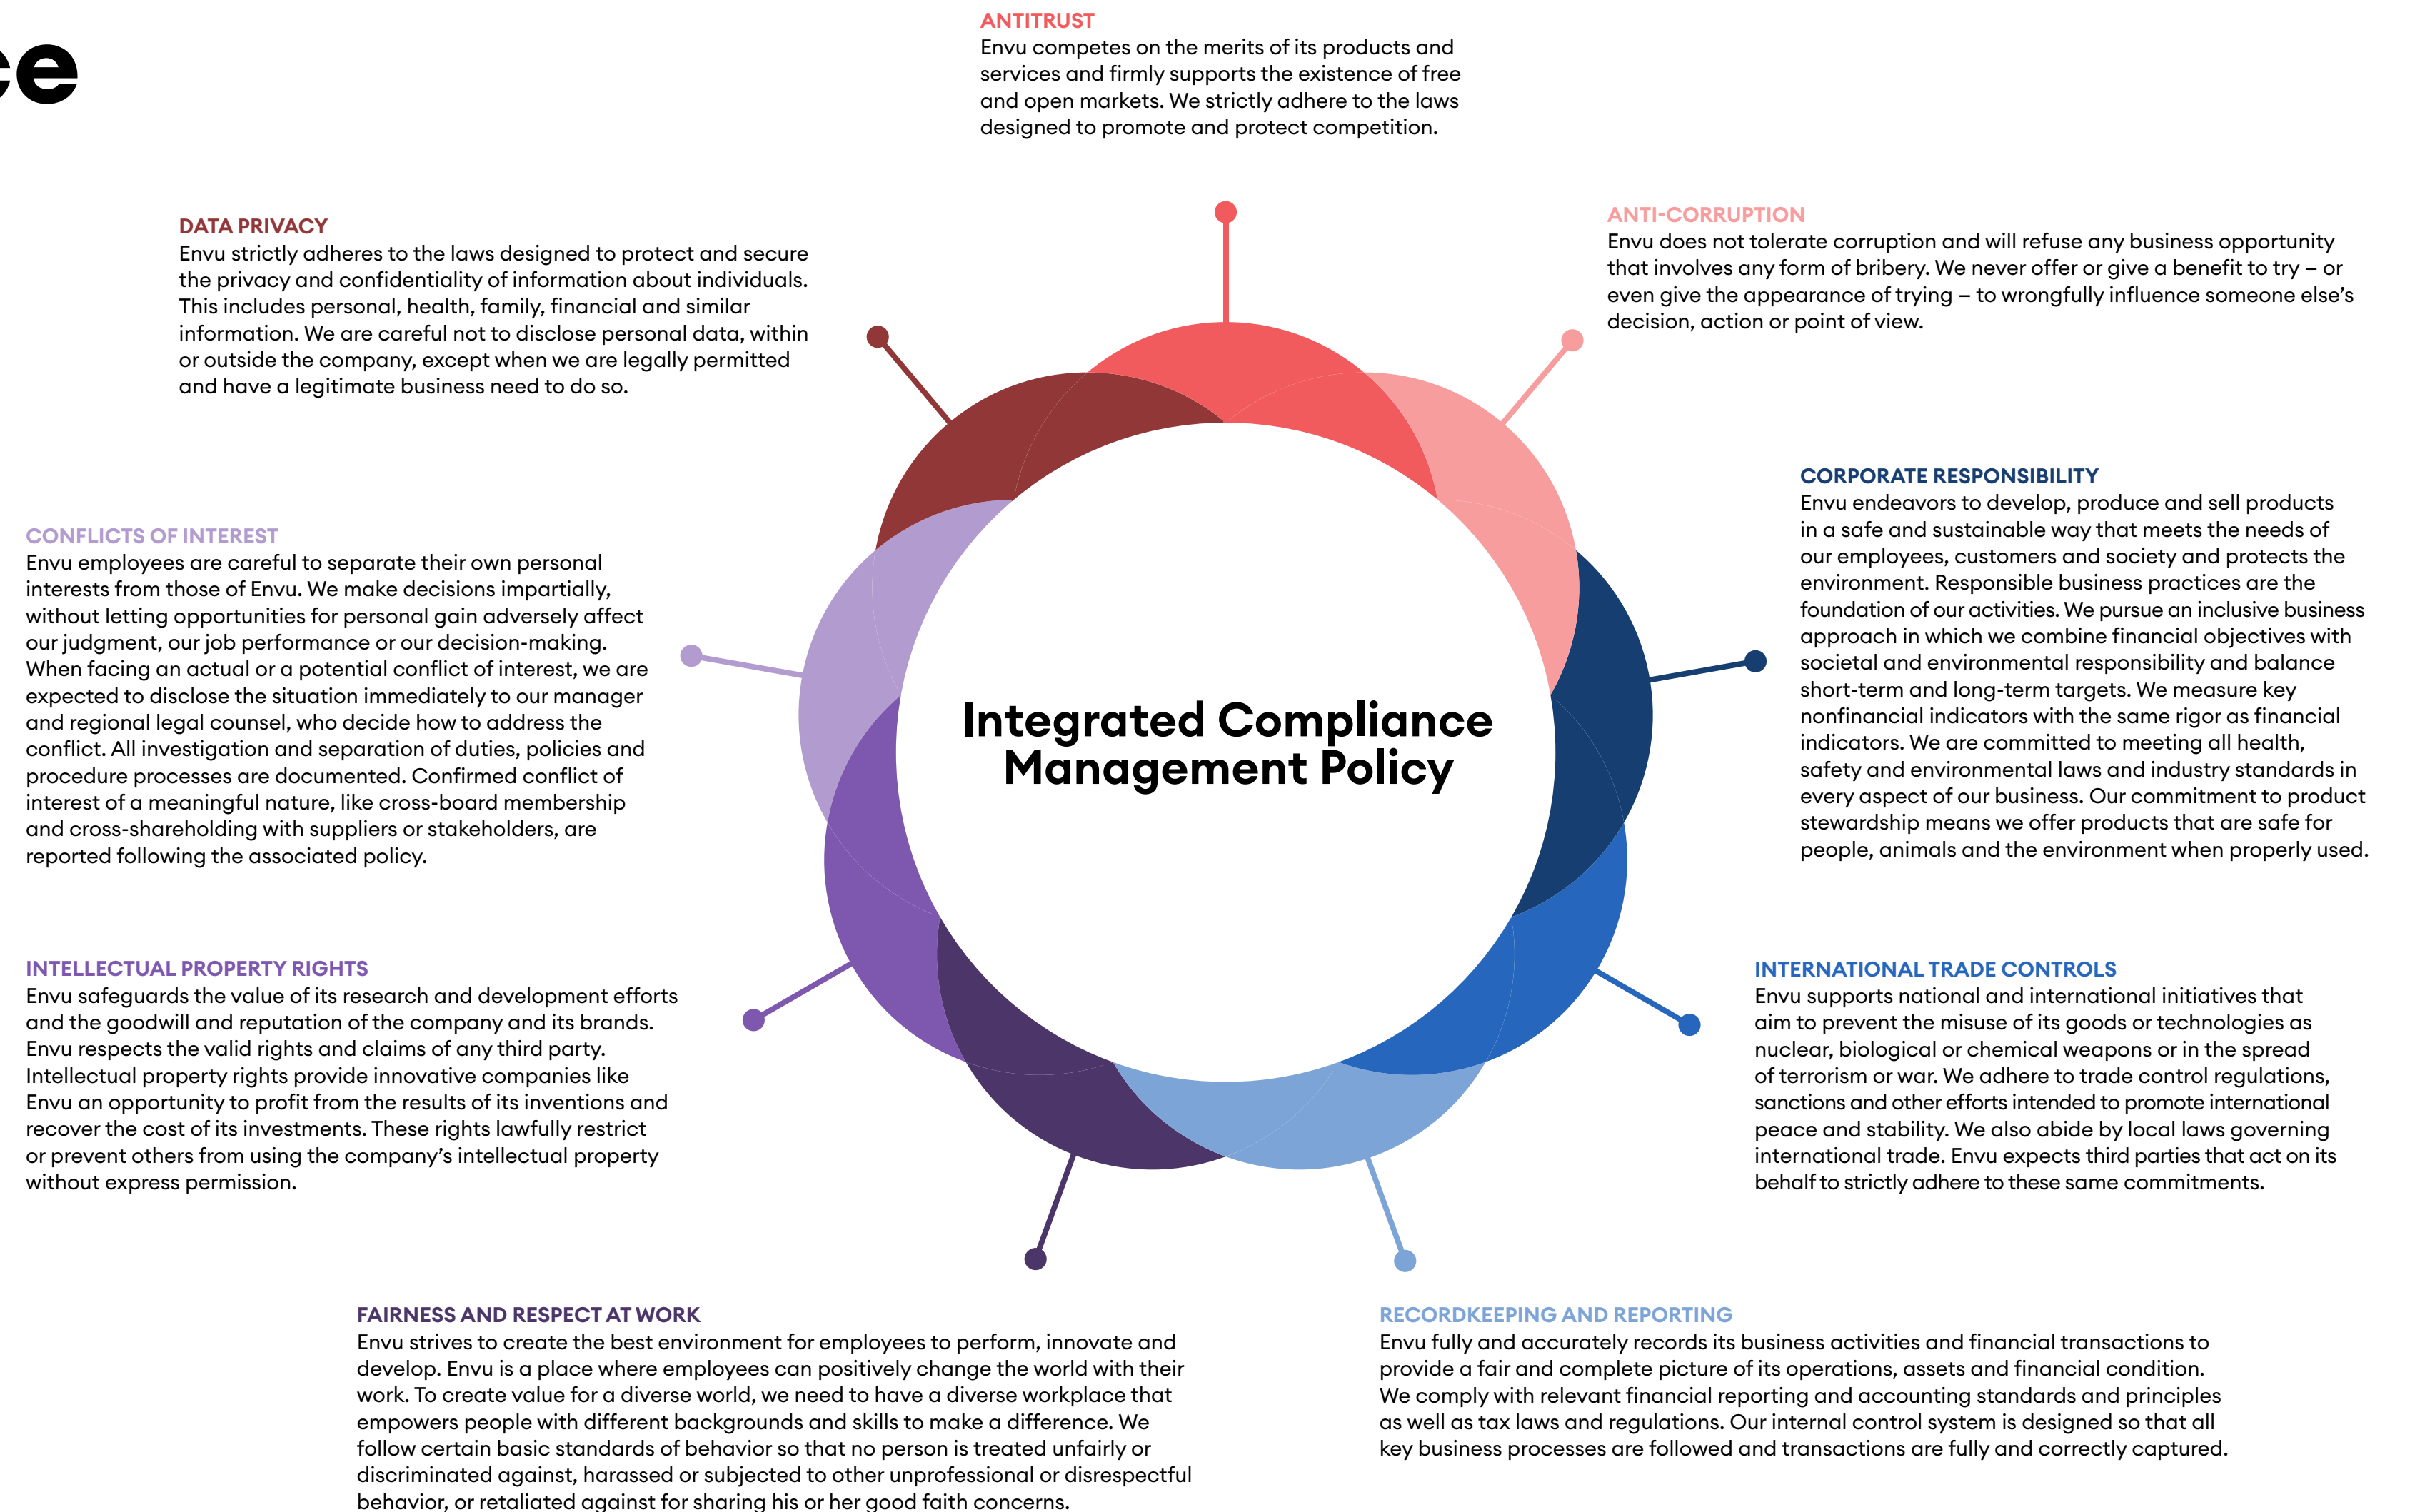 ce
ANTITRUST
Envu competes on the merits of its products and
services and firmly supports the existence of free
and open markets. We strictly adhere to the laws
designed to promote and protect competition.
ANTI-CORRUPTION
Envu does not tolerate corruption and will refuse any business opportunity
that involves any form of bribery. We never offer or give a benefit to try – or
even give the appearance of trying – to wrongfully influence someone else’s
decision, action or point of view.
DATA PRIVACY
Envu strictly adheres to the laws designed to protect and secure
the privacy and confidentiality of information about individuals.
This includes personal, health, family, financial and similar
information. We are careful not to disclose personal data, within
or outside the company, except when we are legally permitted
and have a legitimate business need to do so.
CORPORATE RESPONSIBILITY
Envu endeavors to develop, produce and sell products
in a safe and sustainable way that meets the needs of
our employees, customers and society and protects the
environment. Responsible business practices are the
foundation of our activities. We pursue an inclusive business
approach in which we combine financial objectives with
societal and environmental responsibility and balance
short-term and long-term targets. We measure key
nonfinancial indicators with the same rigor as financial
indicators. We are committed to meeting all health,
safety and environmental laws and industry standards in
every aspect of our business. Our commitment to product
stewardship means we offer products that are safe for
people, animals and the environment when properly used.
CONFLICTS OF INTEREST
Envu employees are careful to separate their own personal
interests from those of Envu. We make decisions impartially,
without letting opportunities for personal gain adversely affect
our judgment, our job performance or our decision-making.
When facing an actual or a potential conflict of interest, we are
expected to disclose the situation immediately to our manager
and regional legal counsel, who decide how to address the
conflict. All investigation and separation of duties, policies and
procedure processes are documented. Confirmed conflict of
interest of a meaningful nature, like cross-board membership
and cross-shareholding with suppliers or stakeholders, are
reported following the associated policy.
Integrated Compliance
Management Policy
INTELLECTUAL PROPERTY RIGHTS
Envu safeguards the value of its research and development efforts
and the goodwill and reputation of the company and its brands.
Envu respects the valid rights and claims of any third party.
Intellectual property rights provide innovative companies like
Envu an opportunity to profit from the results of its inventions and
recover the cost of its investments. These rights lawfully restrict
or prevent others from using the company’s intellectual property
without express permission.
INTERNATIONAL TRADE CONTROLS
Envu supports national and international initiatives that
aim to prevent the misuse of its goods or technologies as
nuclear, biological or chemical weapons or in the spread
of terrorism or war. We adhere to trade control regulations,
sanctions and other efforts intended to promote international
peace and stability. We also abide by local laws governing
international trade. Envu expects third parties that act on its
behalf to strictly adhere to these same commitments.
FAIRNESS AND RESPECT AT WORK
Envu strives to create the best environment for employees to perform, innovate and
develop. Envu is a place where employees can positively change the world with their
work. To create value for a diverse world, we need to have a diverse workplace that
empowers people with different backgrounds and skills to make a difference. We
follow certain basic standards of behavior so that no person is treated unfairly or
discriminated against, harassed or subjected to other unprofessional or disrespectful
behavior, or retaliated against for sharing his or her good faith concerns.
RECORDKEEPING AND REPORTING
Envu fully and accurately records its business activities and financial transactions to
provide a fair and complete picture of its operations, assets and financial condition.
We comply with relevant financial reporting and accounting standards and principles
as well as tax laws and regulations. Our internal control system is designed so that all
key business processes are followed and transactions are fully and correctly captured.